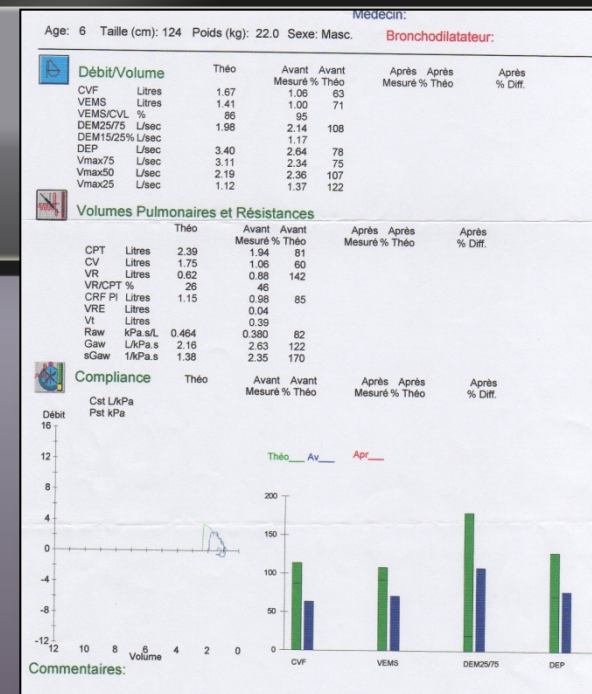 Médecin:
Age: 6 Taille (cm): 124 Poids (kg): 22.0 Sexe: Masc. Bronchodilatateur:
Débit/Volume Théo Avant Avant Après Après Après
Mesuré % Théo Mesuré % Théo % Diff.
CVF Litres 1.67 1.06 63
VEMS Litres 1.41 1.00 71
VEMS/CVL % 86 95
DEM25/75 L/sec 1.98 2.14 108
DEM15/25% L/sec 1.17
DEP L/sec 3.40 2.64 78
Vmax75 L/sec 3.11 2.34 75
Vmax50 L/sec 2.19 2.36 107
Vmax25 L/sec 1.12 1.37 122
Volumes Pulmonaires et Résistances
Théo Avant Avant Après Après Après
Mesuré % Théo Mesuré % Théo % Diff.
CPT Litres 2.39 1.94 81
CV Litres 1.75 1.06 60
VR Litres 0.62 0.88 142
VR/CPT % 26 46
CRF Pl Litres 1.15 0.98 85
VRE Litres 0.04
Vt Litres 0.39
Raw kPa.s/L 0.464 0.380 82
Gaw L/kPa.s 2.16 2.63 122
sGaw 1/kPa.s 1.38 2.35 170
Compliance Théo Avant Avant Après Après Après
Mesuré % Théo Mesuré % Théo % Diff.
Cst L/kPa
Pst kPa
Débit
16
12
8
4
0
-4
-8
-12
12 10 8 6 4 2 0
Volume
Théo Av Apr
200
150
100
50
0
CVF VEMS DEM25/75 DEP
Commentaires: